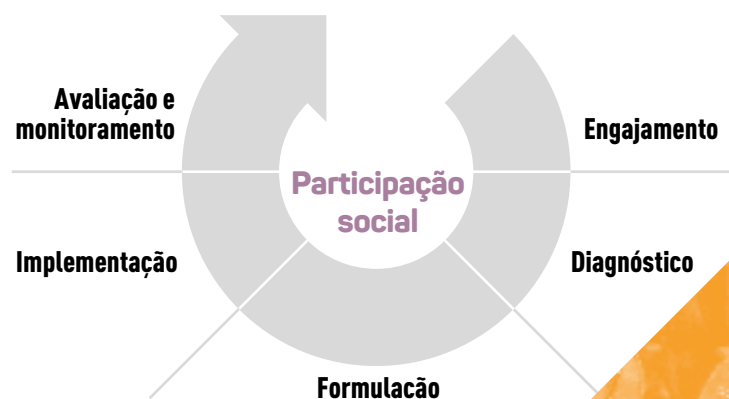 Avaliação e
monitoramento
Engajamento
Participação
social
Implementação
Diagnóstico
Formulação